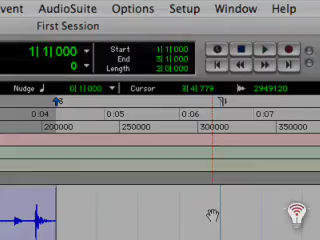 vent AudioSuite Options Setup Window Help
First Session
1| 1| 000
0
Start 1| 1| 000
End 3| 1| 000
Length 2| 0| 000
Nudge 0| 1| 000 Cursor 3| 4| 779 2949120
0:04 0:05 0:06 0:07
200000 250000 300000 350000